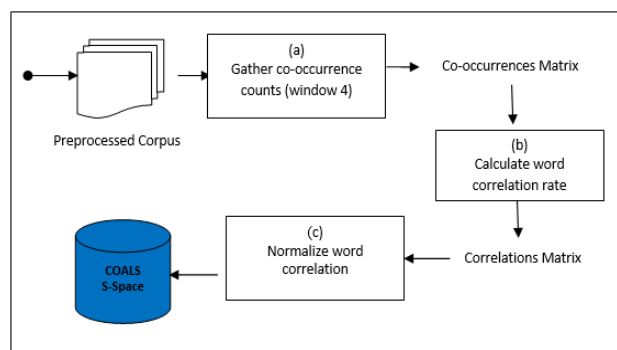 (a)
Gather co-occurrence
counts (window 4)
Co-occurrences Matrix
Preprocessed Corpus
(b)
Calculate word
correlation rate
(c)
Normalize word
correlation
Correlations Matrix
COALS
S-Space